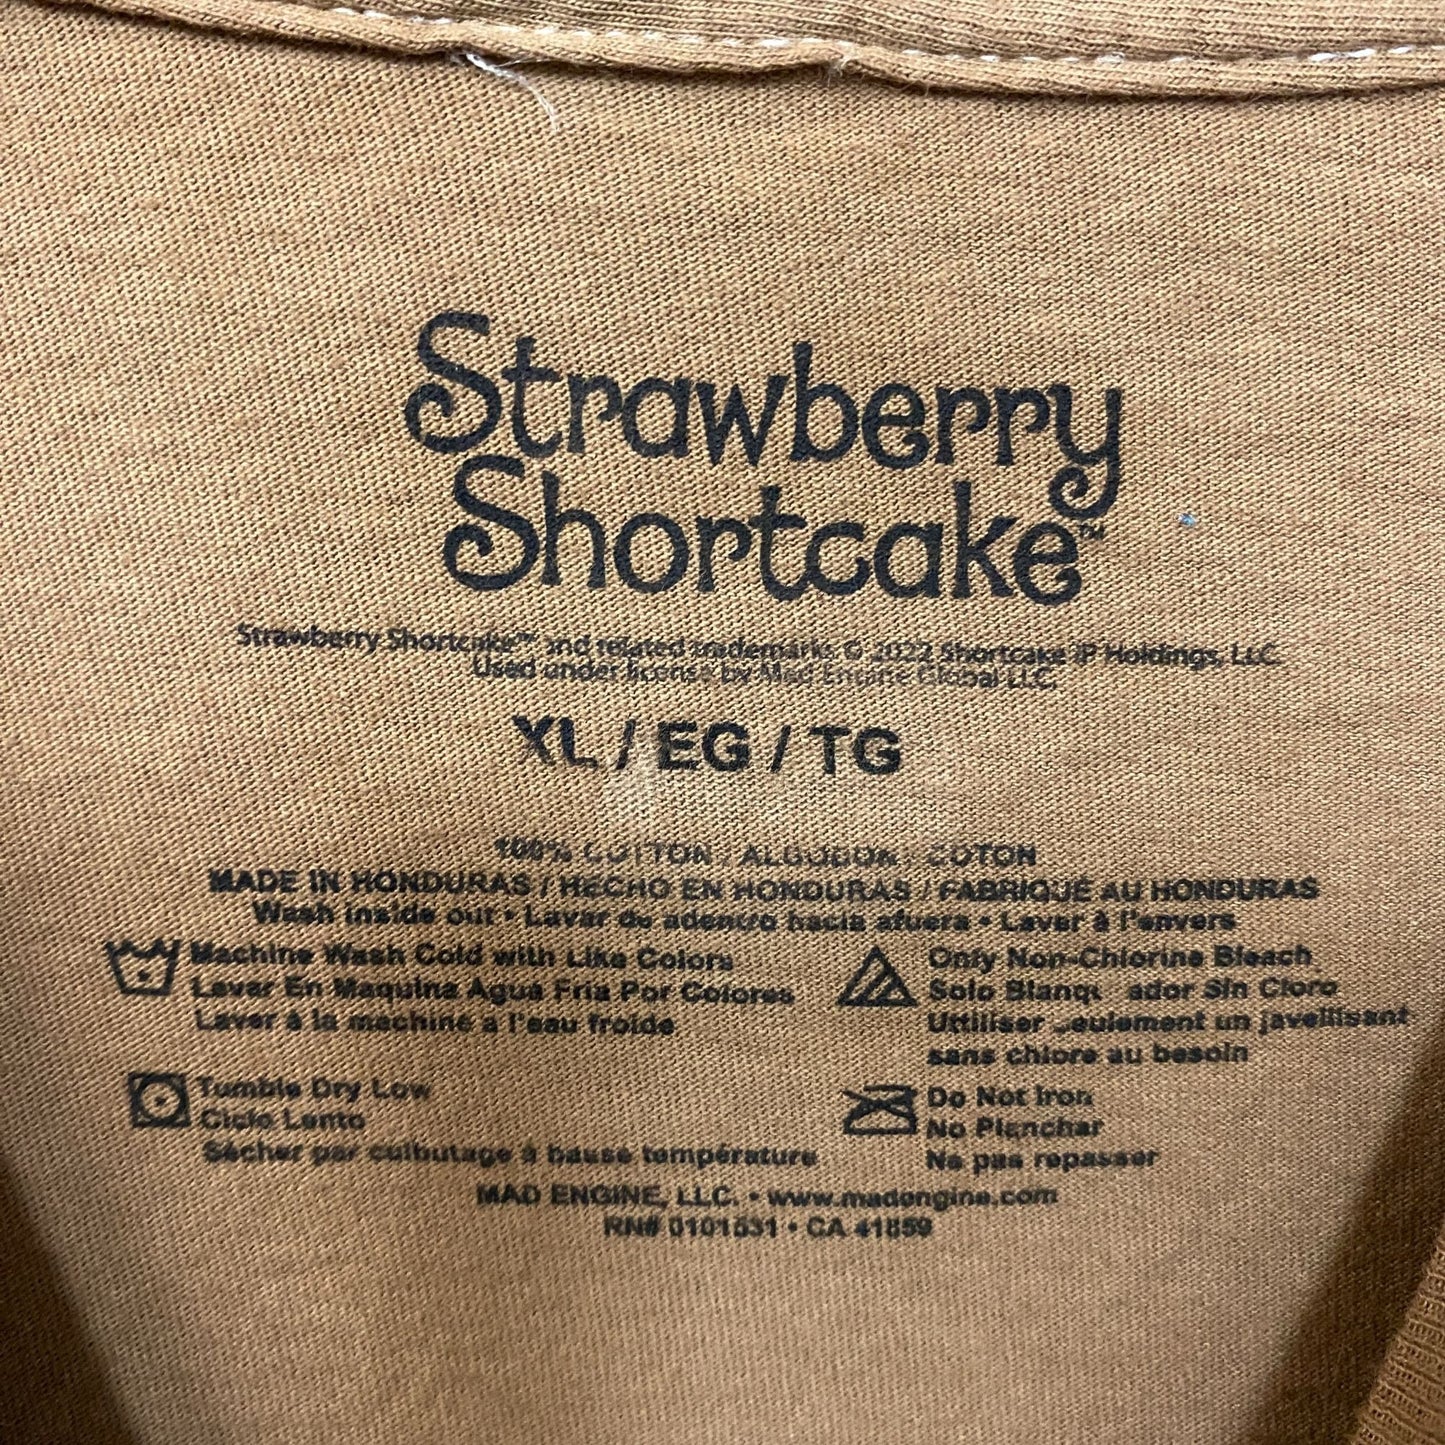 Strawberry
Shortcake™
Strawberry Shortcake™ and related trademarks © 2022 Shortcake IP Holdings, LLC.
Used under license by Mad Engine Global LLC.
XL / EG / TG
100% COTTON / ALGODON / COTON
MADE IN HONDURAS / HECHO EN HONDURAS / FABRIQUÉ AU HONDURAS
Wash inside out • Lavar de adentro hacia afuera • Laver à l'envers
Machine Wash Cold with Like Colors
Lavar En Maquina Agua Fria Por Colores
Laver à la machine a l'eau froide
Only Non-Chlorine Bleach
Solo Blanqu ador Sin Cloro
Uttiliser seulement un javellisant
sans chlore au besoin
Tumble Dry Low
Ciclo Lento
Sécher par culbutage à basse température
Do Not Iron
No Planchar
Ne pas repasser
MAD ENGINE, LLC. • www.madengine.com
RN# 0101531 • CA 41859